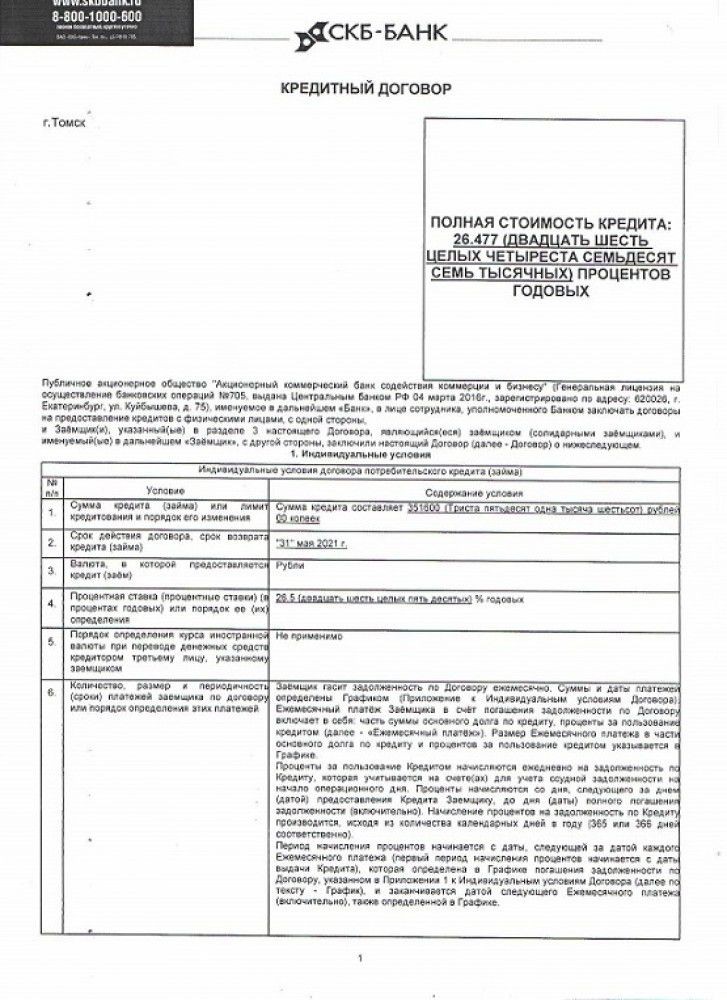 www.skbbank.ru
8-800-1000-600
СКБ-БАНК
КРЕДИТНЫЙ ДОГОВОР
г.Томск
ПОЛНАЯ СТОИМОСТЬ КРЕДИТА:
26.477 (ДВАДЦАТЬ ШЕСТЬ
ЦЕЛЫХ ЧЕТЫРЕСТА СЕМЬДЕСЯТ
СЕМЬ ТЫСЯЧНЫХ) ПРОЦЕНТОВ
ГОДОВЫХ
Публичное акционерное общество "Акционерный коммерческий банк содействия коммерции и бизнесу" (Генеральная лицензия на
осуществление банковских операций №705, выдана Центральным банком РФ 04 марта 2016г., зарегистрировано по адресу: 620026, г.
Екатеринбург, ул. Куйбышева, д. 75), именуемое в дальнейшем «Банк», в лице сотрудника, уполномоченного Банком заключать договоры
на предоставление кредитов с физическими лицами, с одной стороны,
и Заёмщик(и), указанный(ые) в разделе 3 настоящего Договора, являющийся(еся) заёмщиком (солидарными заёмщиками), и
именуемый(ые) в дальнейшем «Заёмщик», с другой стороны, заключили настоящий Договор (далее - Договор) о нижеследующем.
1. Индивидуальные условия
Индивидуальные условия договора потребительского кредита (займа)
№ п/п
Условие
Содержание условия
1.
Сумма кредита (займа) или лимит
кредитования и порядок его изменения
Сумма кредита составляет 351600 (Триста пятьдесят одна тысяча шестьсот) рублей
00 копеек
2.
Срок действия договора, срок возврата
кредита (займа)
"31" мая 2021 г.
3.
Валюта, в которой предоставляется
кредит (заём)
Рубли
4.
Процентная ставка (процентные ставки) (в
процентах годовых) или порядок ее (их)
определения
26.5 (двадцать шесть целых пять десятых) % годовых
5.
Порядок определения курса иностранной
валюты при переводе денежных средств
кредитором третьему лицу, указанному
заемщиком
Не применимо
6.
Количество, размер и периодичность
(сроки) платежей заемщика по договору
или порядок определения этих платежей
Заёмщик гасит задолженность по Договору ежемесячно. Суммы и даты платежей
определены Графиком (Приложение к Индивидуальным условиям Договора).
Ежемесячный платёж Заёмщика в счёт погашения задолженности по Договору
включает в себя: часть суммы основного долга по кредиту, проценты за пользование
кредитом (далее - «Ежемесячный платёж»). Размер Ежемесячного платежа в части
основного долга по кредиту и процентов за пользование кредитом указывается в
Графике.
Проценты за пользование Кредитом начисляются ежедневно на задолженность по
Кредиту, которая учитывается на счете(ах) для учета ссудной задолженности на
начало операционного дня. Проценты начисляются со дня, следующего за днем
(датой) предоставления Кредита Заемщику, до дня (даты) полного погашения
задолженности (включительно). Начисление процентов на задолженность по Кредиту
производится, исходя из количества календарных дней в году (365 или 366 дней
соответственно).
Период начисления процентов начинается с даты, следующей за датой каждого
Ежемесячного платежа (первый период начисления процентов начинается с даты
выдачи Кредита), которая определена в Графике погашения задолженности по
Договору, указанном в Приложении 1 к Индивидуальным условиям Договора (далее по
тексту - График), и заканчивается датой следующего Ежемесячного платежа
(включительно), также определенной в Графике.
1